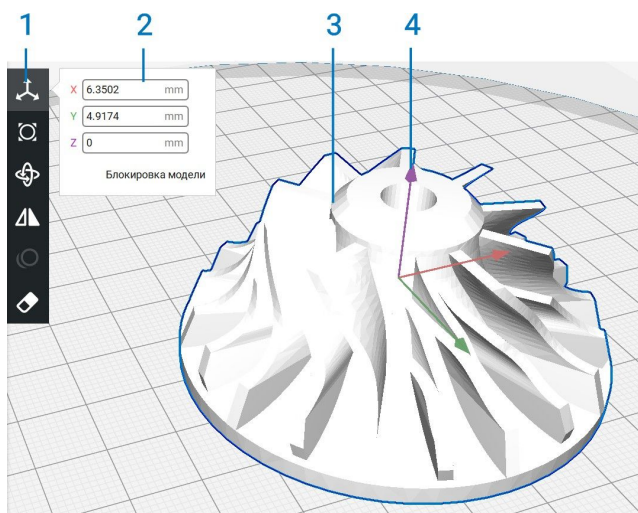 1 2 3 4
X 6.3502 mm
Y 4.9174 mm
Z 0 mm
Блокировка модели